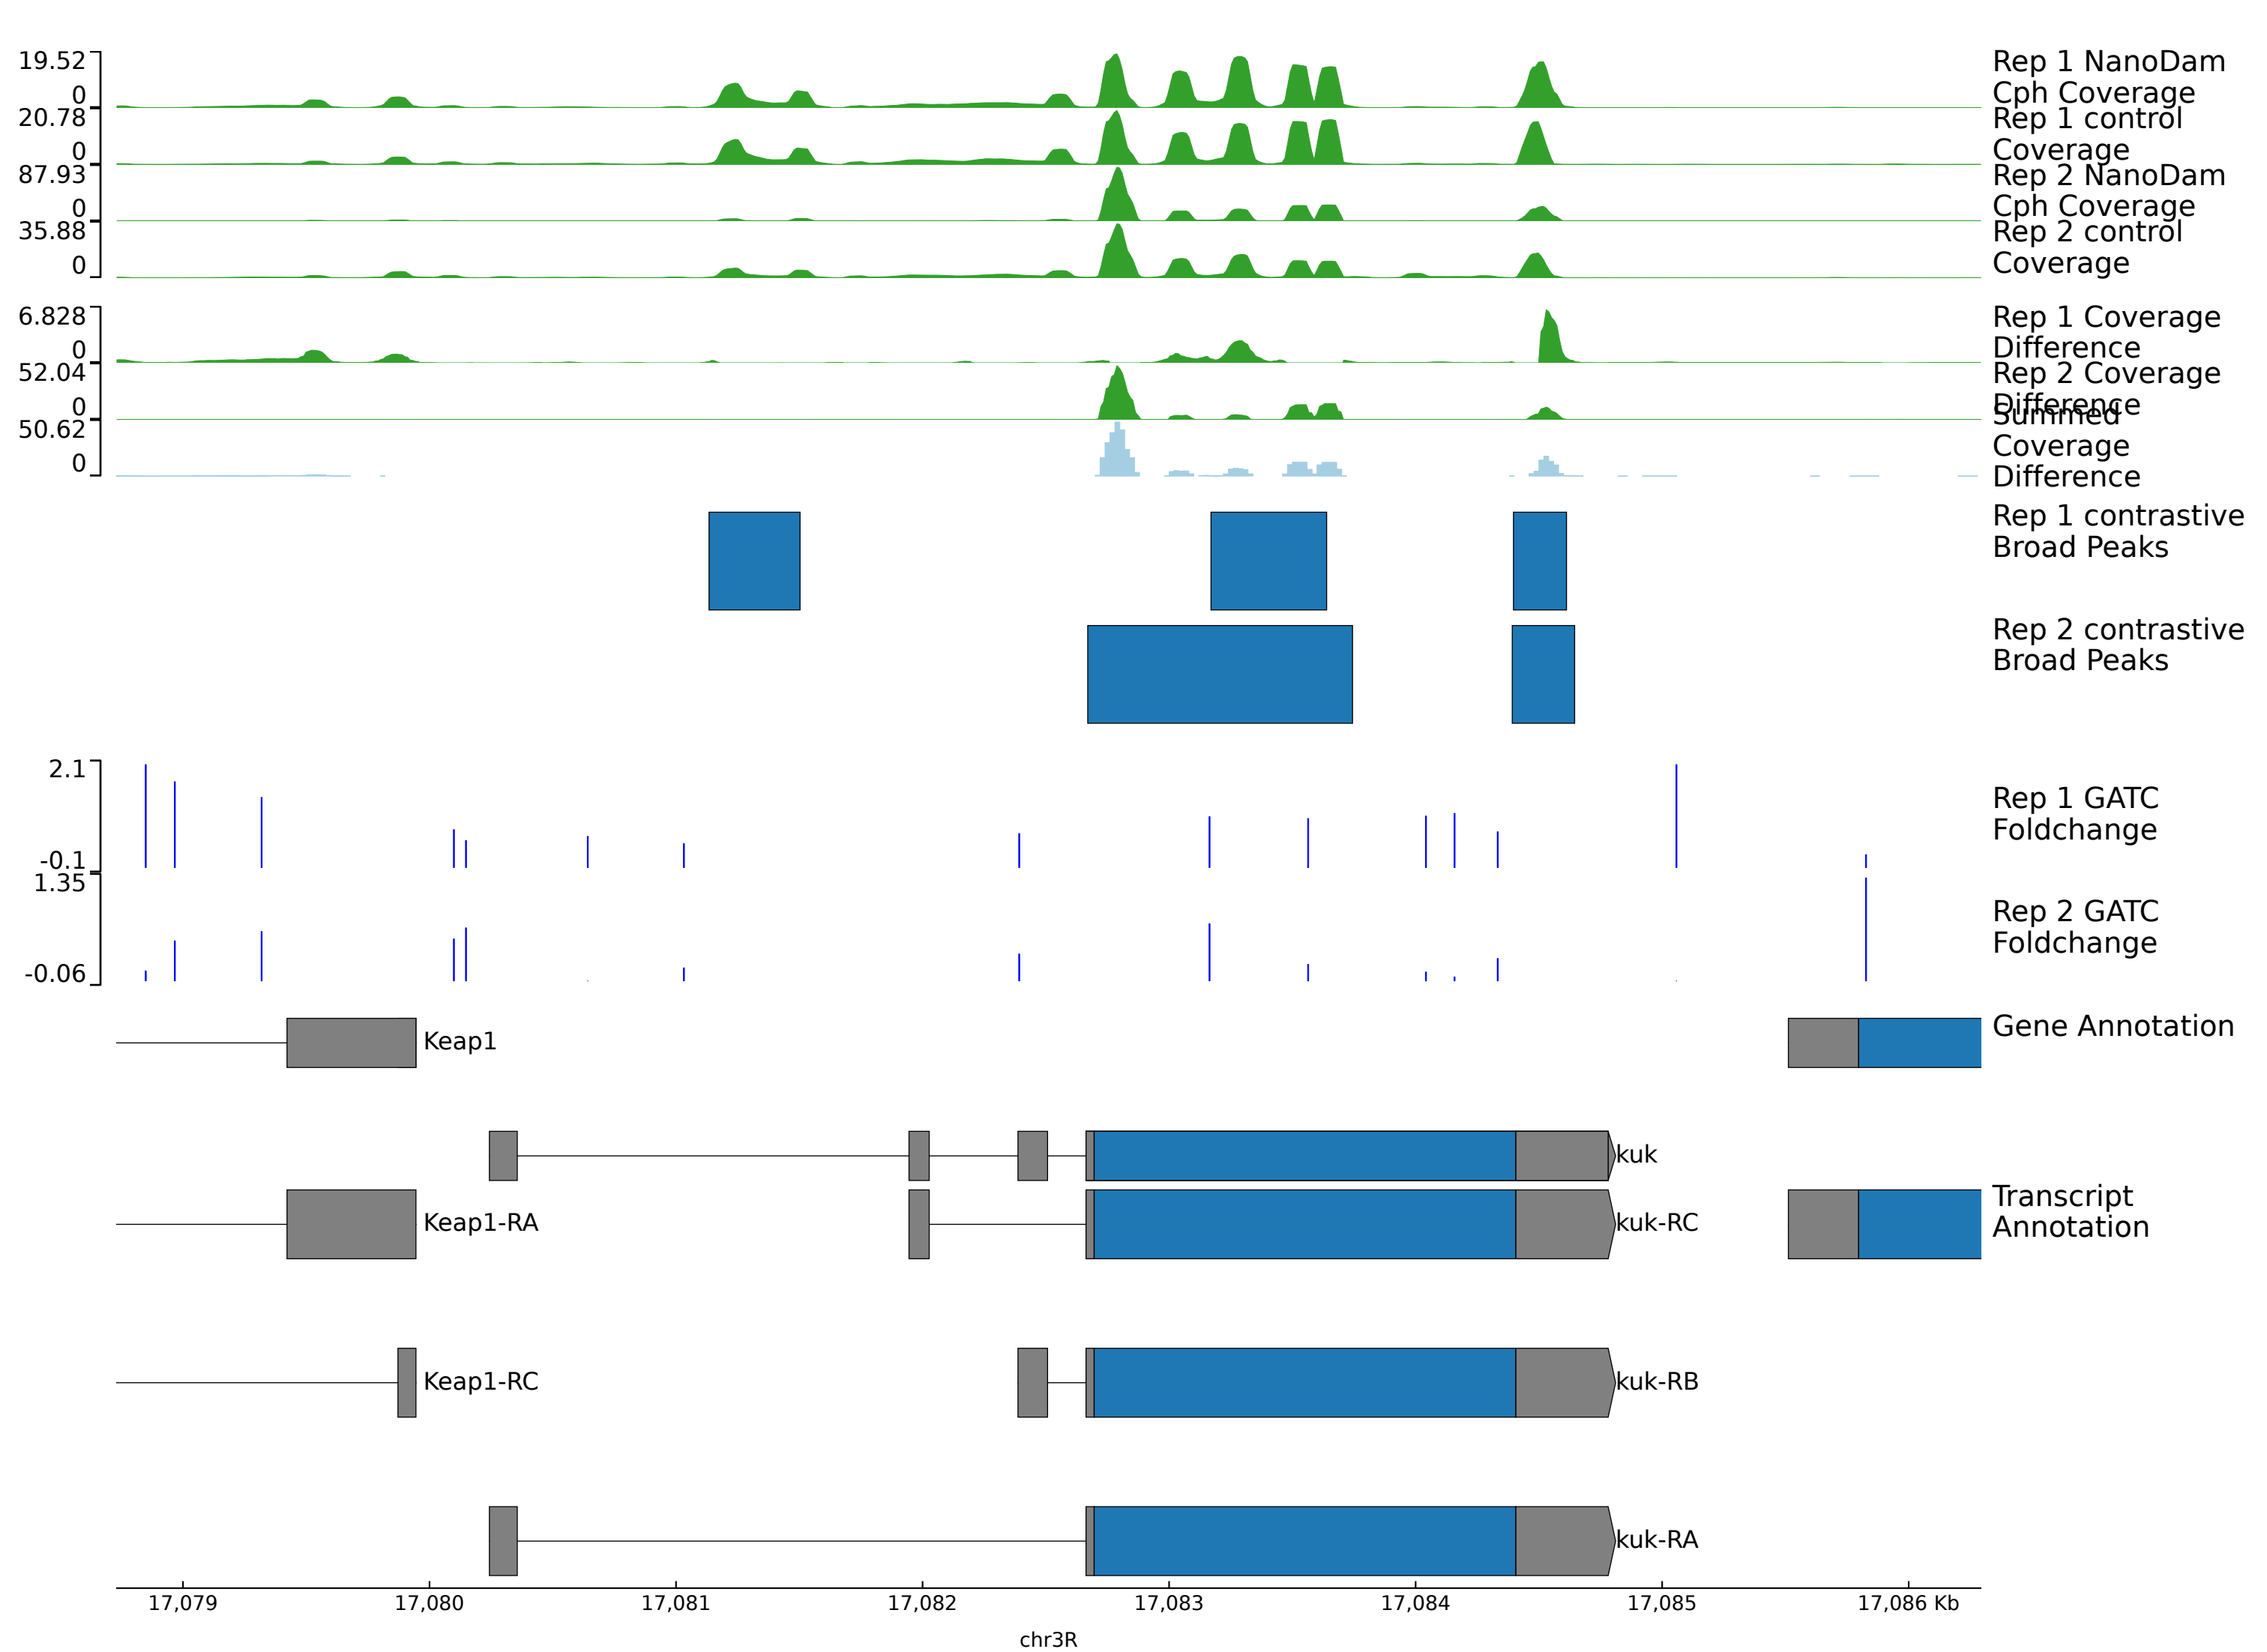 19.52
0
Rep 1 NanoDam
Cph Coverage
20.78
0
Rep 1 control
Coverage
87.93
0
Rep 2 NanoDam
Cph Coverage
35.88
0
Rep 2 control
Coverage
6.828
0
Rep 1 Coverage
Difference
52.04
0
Rep 2 Coverage
Difference
50.62
0
Summed
Coverage
Difference
Rep 1 contrastive
Broad Peaks
Rep 2 contrastive
Broad Peaks
2.1
-0.1
Rep 1 GATC
Foldchange
1.35
-0.06
Rep 2 GATC
Foldchange
Keap1
Gene Annotation
kuk
Keap1-RA
kuk-RC
Transcript
Annotation
Keap1-RC
kuk-RB
kuk-RA
17,079
17,080
17,081
17,082
17,083
17,084
17,085
17,086 Kb
chr3R